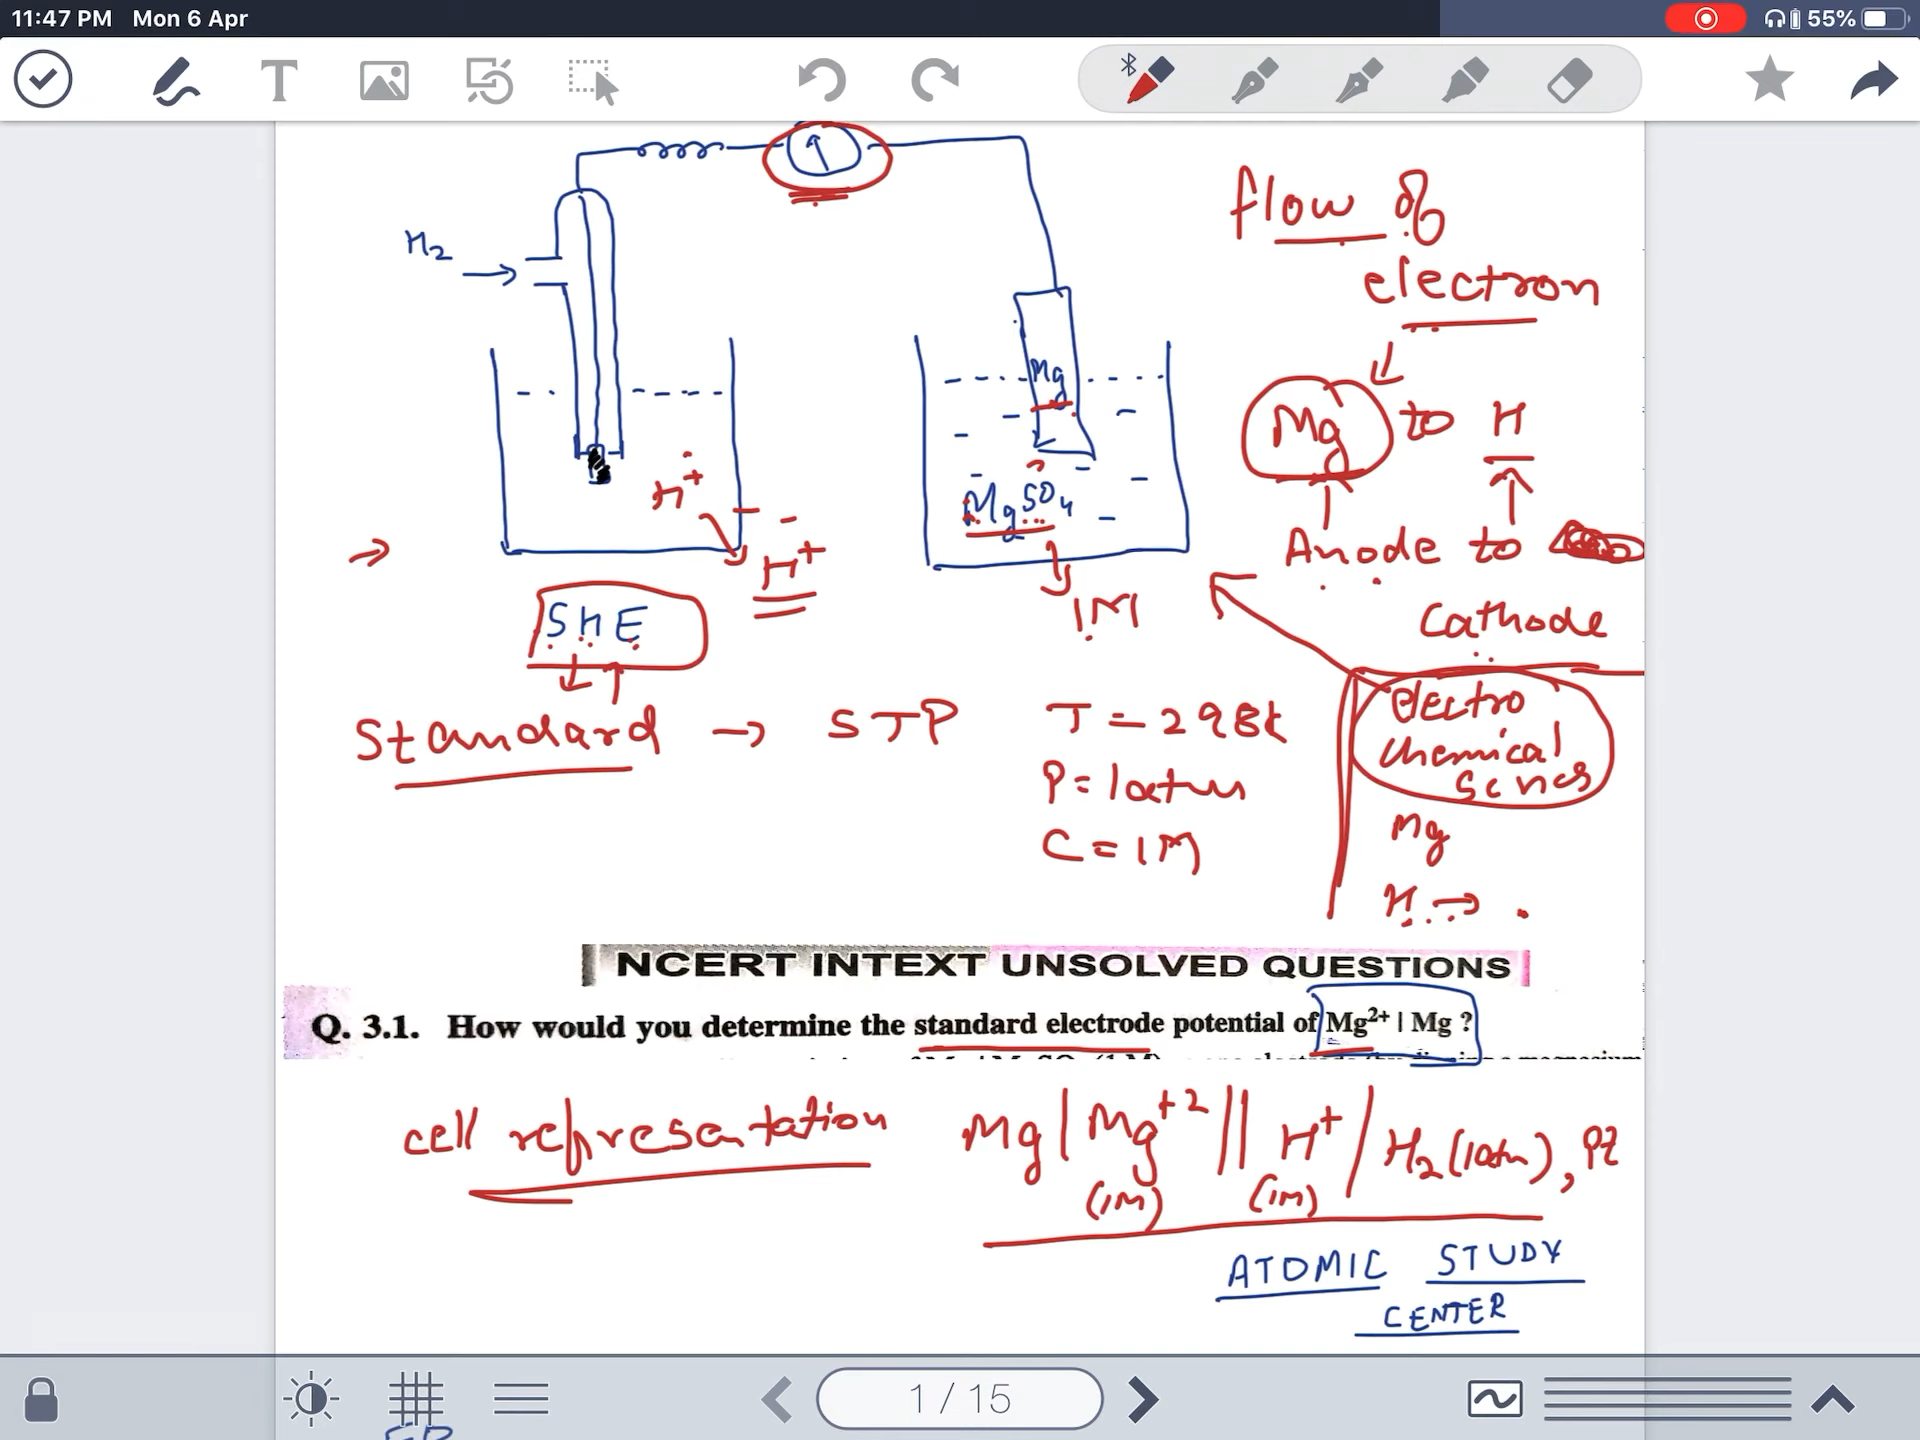 11:47 PM Mon 6 Apr
55%
T
flow of
electron
H2
Mg to H
Mg
H+
MgSO4
Anode to
H+
1M
SHE
Cathode
Standard → STP
T = 298k
P = 1atm
C = 1M
Electro
chemical
Series
Mg
H →
NCERT INTEXT UNSOLVED QUESTIONS
Q. 3.1. How would you determine the standard electrode potential of Mg2+ | Mg ?
cell representation
Mg | Mg+2 || H+ / H2 (1atm), Pt
(1M) (1M)
ATOMIC STUDY
CENTER
1 / 15